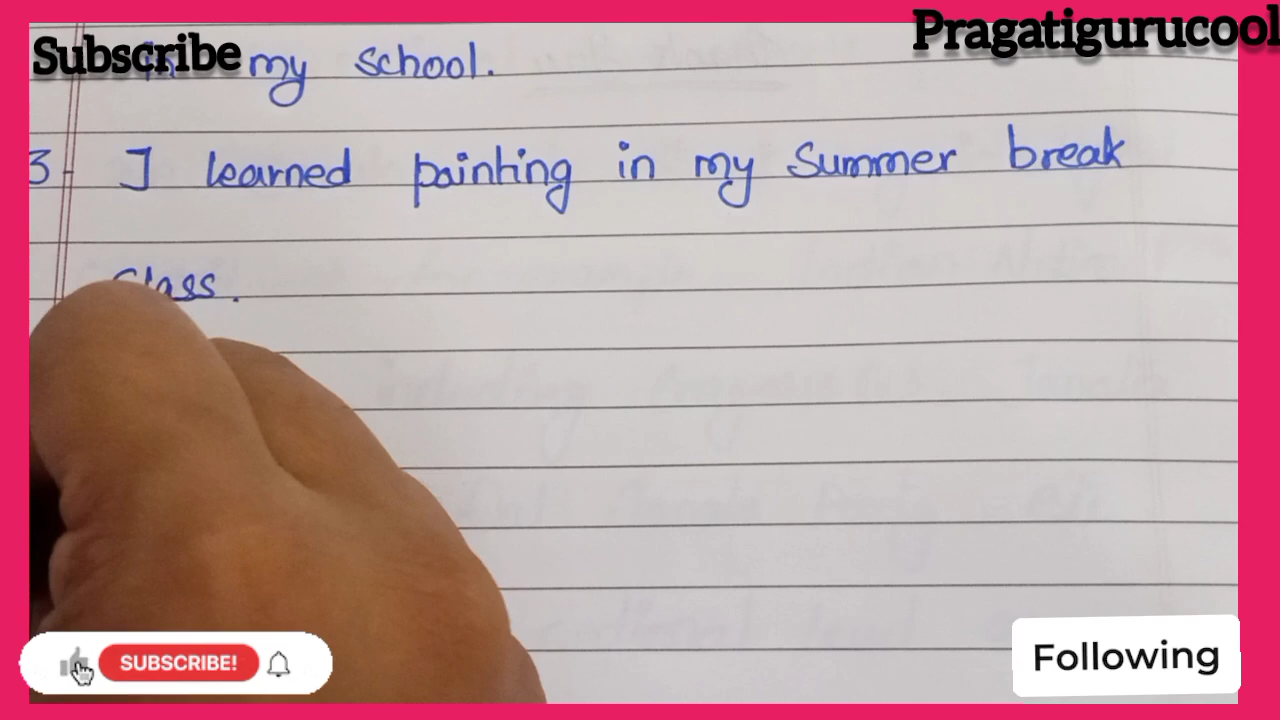 Pragatigurucool
Subscribe my school.
3 I learned painting in my Summer break
Class.
SUBSCRIBE!
Following